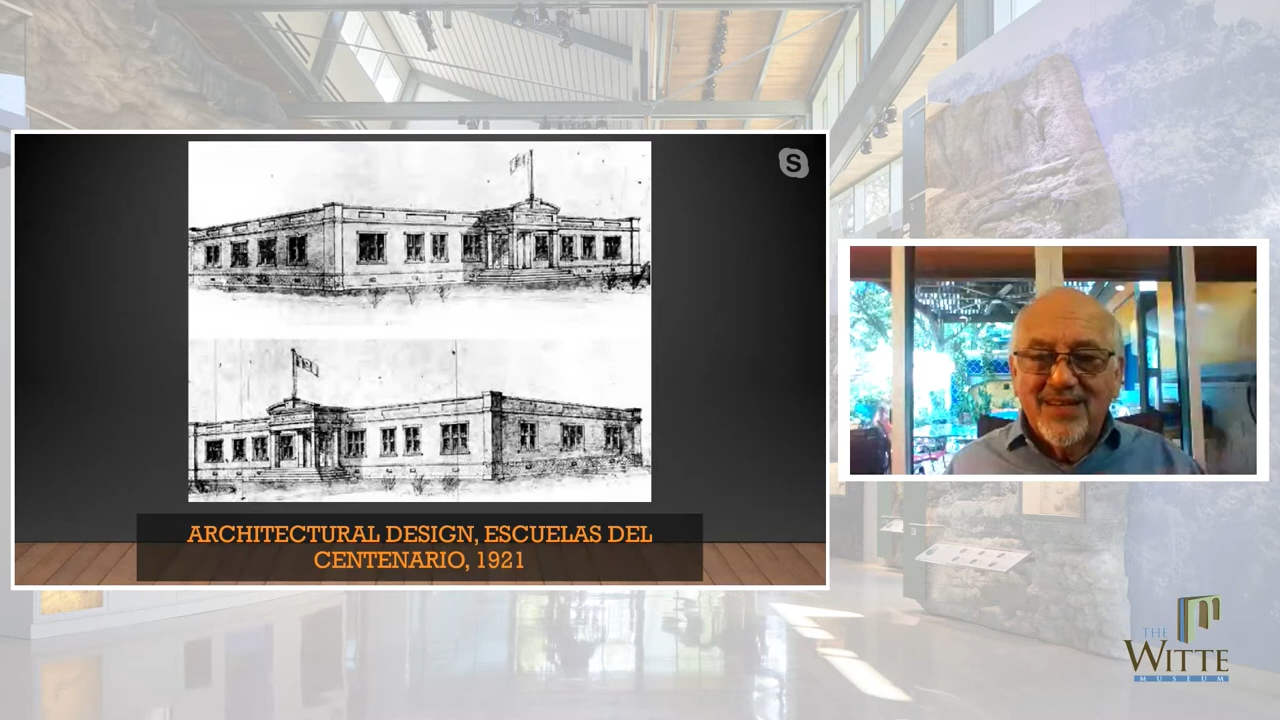 S
ARCHITECTURAL DESIGN, ESCUELAS DEL
CENTENARIO, 1921
THE
WITTE
MUSEUM